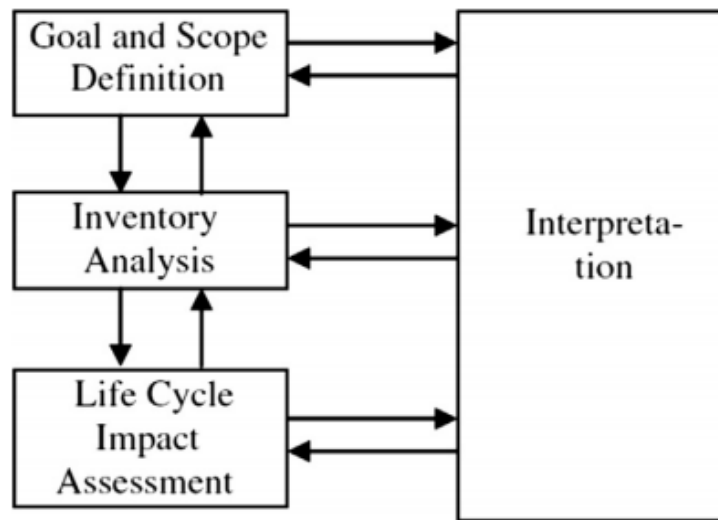 Goal and Scope
Definition
Inventory
Analysis
Interpreta-
tion
Life Cycle
Impact
Assessment